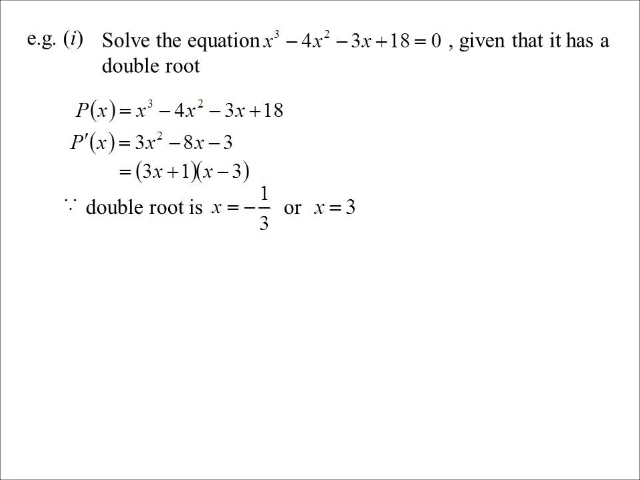 e.g. (i) Solve the equation x³ − 4x² − 3x + 18 = 0 , given that it has a
double root
P(x) = x³ − 4x² − 3x + 18
P′(x) = 3x² − 8x − 3
= (3x + 1)(x − 3)
∵ double root is x = −1/3 or x = 3